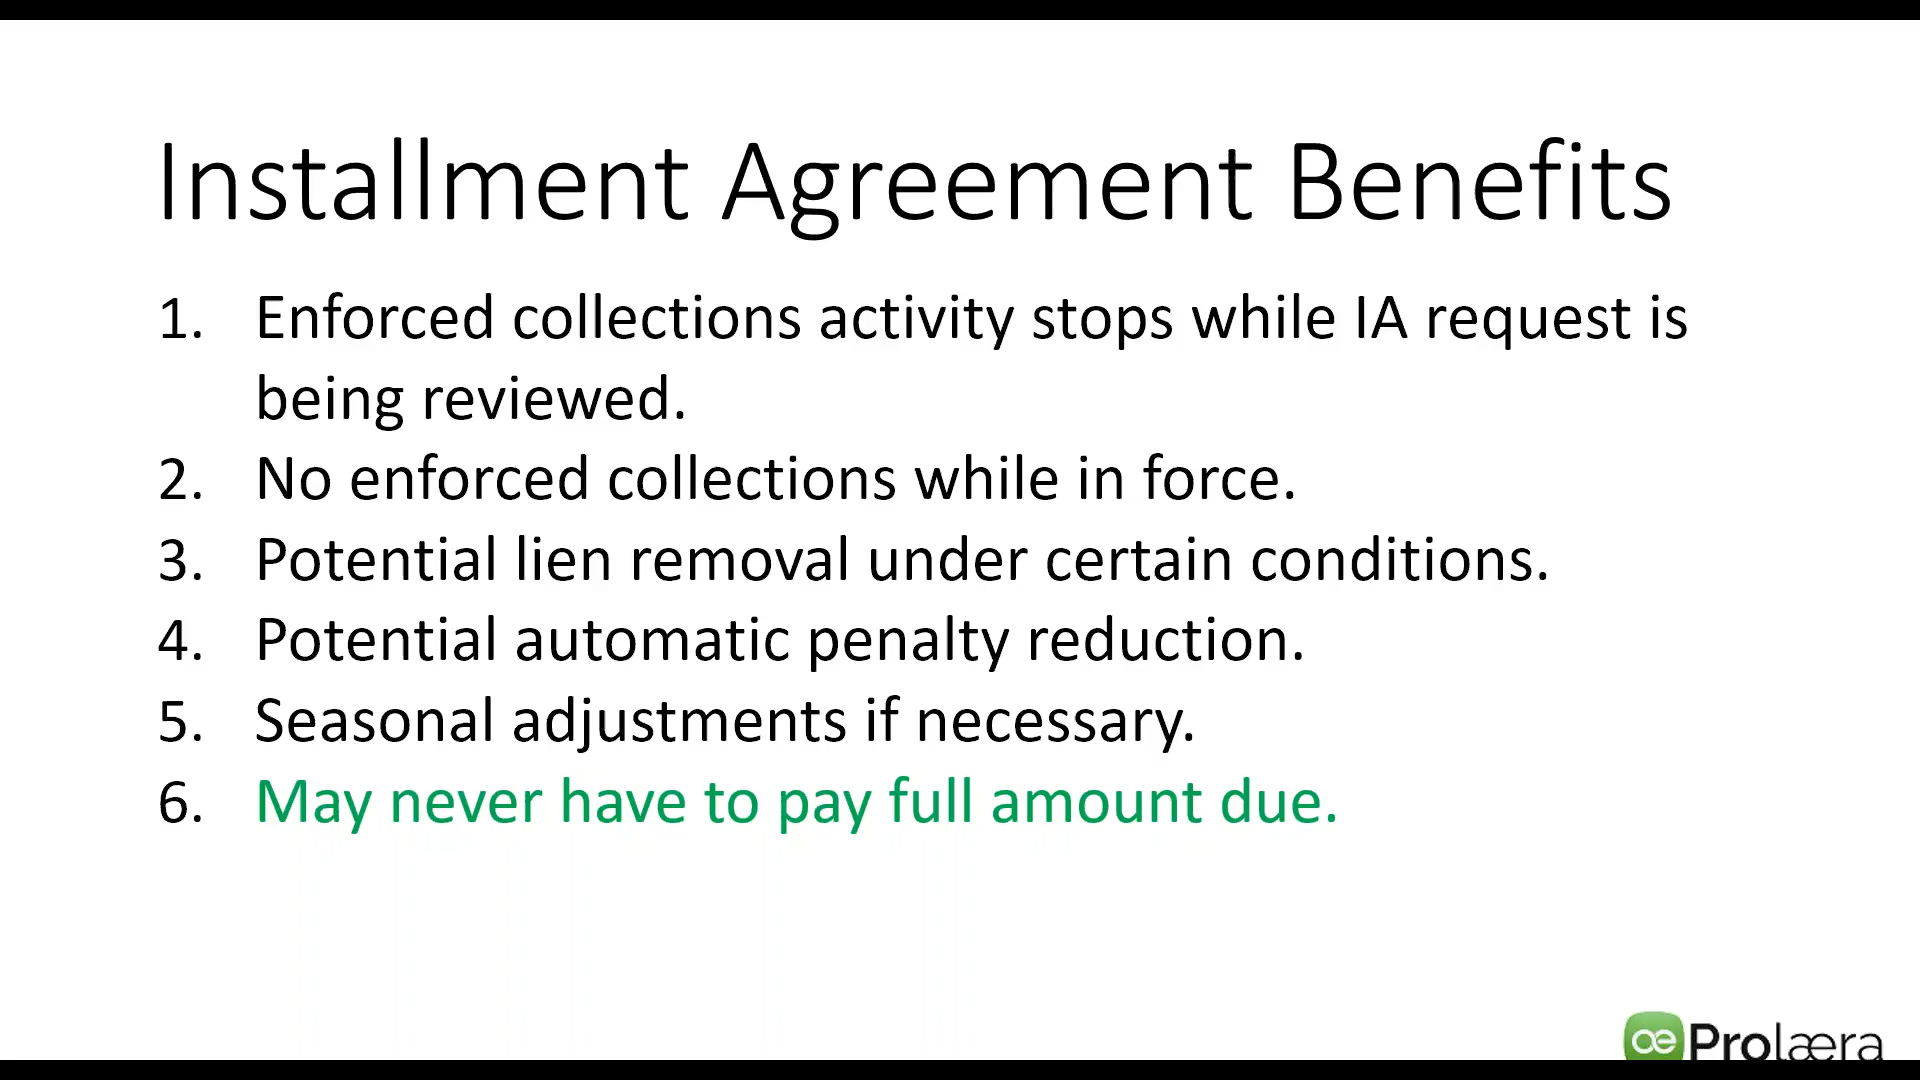 Installment Agreement Benefits
1. Enforced collections activity stops while IA request is
being reviewed.
2. No enforced collections while in force.
3. Potential lien removal under certain conditions.
4. Potential automatic penalty reduction.
5. Seasonal adjustments if necessary.
6. May never have to pay full amount due.
æ Prolæra